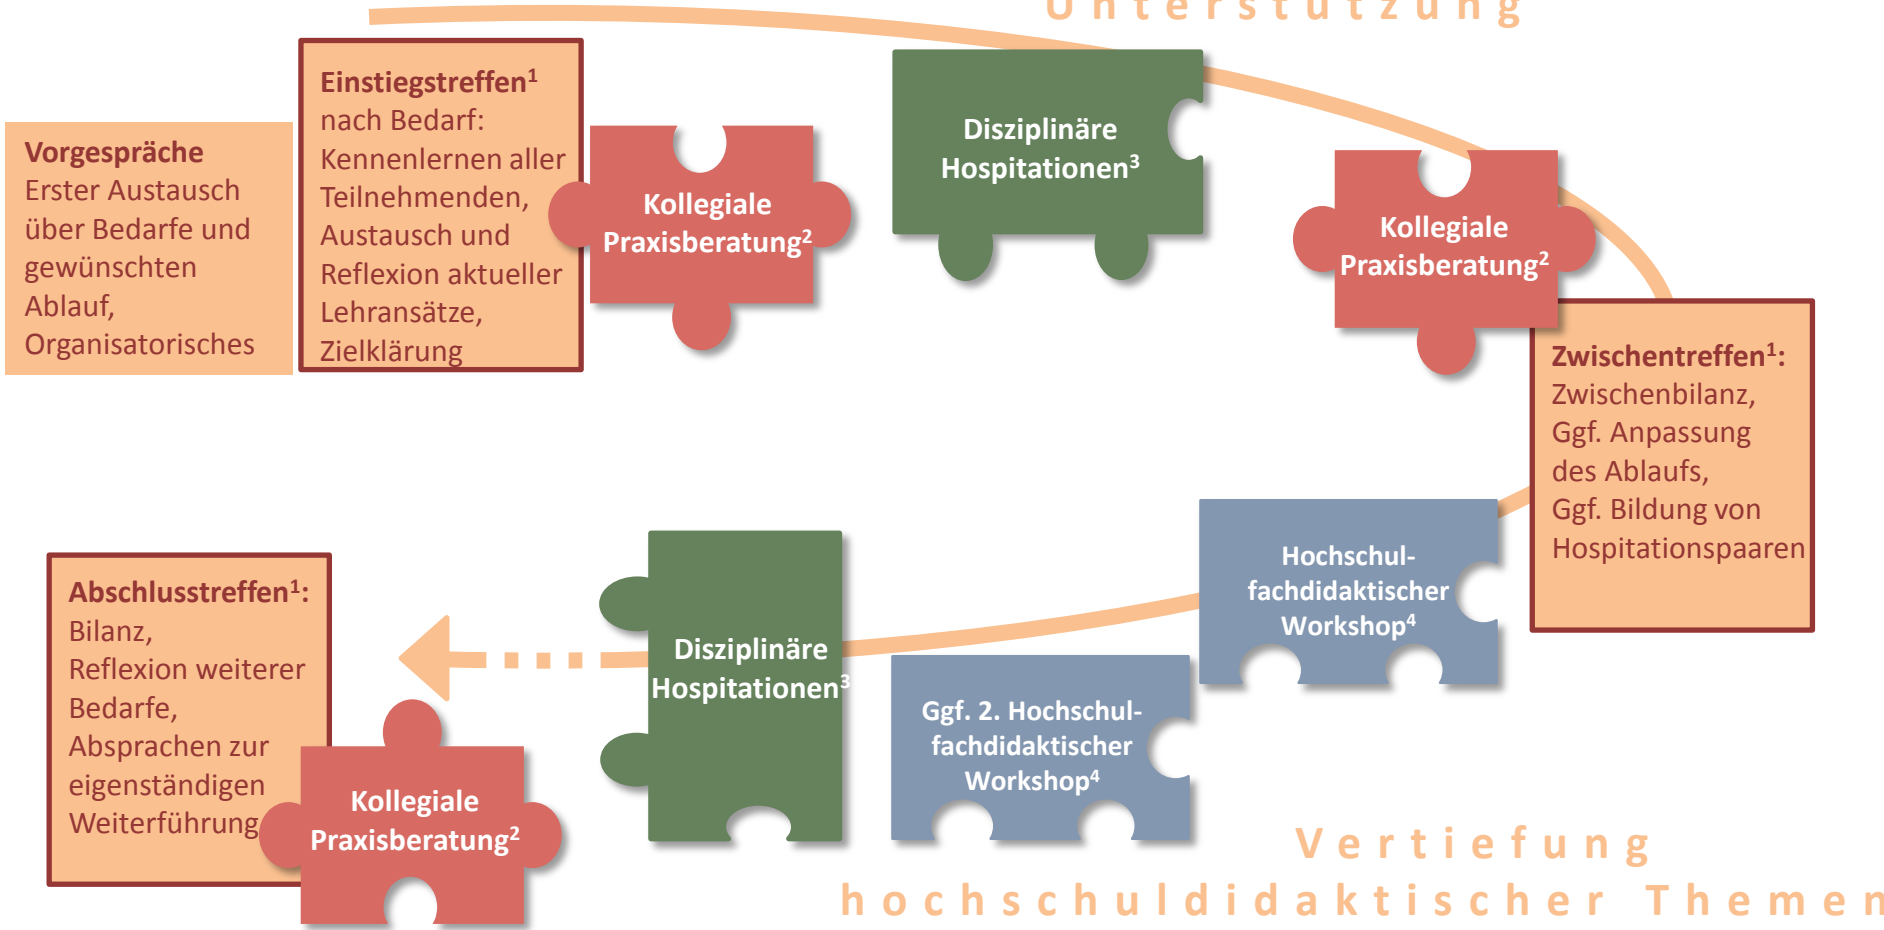 Unterstützung
Vorgespräche
Erster Austausch
über Bedarfe und
gewünschten
Ablauf,
Organisatorisches
Einstiegstreffen¹
nach Bedarf:
Kennenlernen aller
Teilnehmenden,
Austausch und
Reflexion aktueller
Lehransätze,
Zielklärung
Kollegiale
Praxisberatung²
Disziplinäre
Hospitationen³
Kollegiale
Praxisberatung²
Zwischentreffen¹:
Zwischenbilanz,
Ggf. Anpassung
des Ablaufs,
Ggf. Bildung von
Hospitationspaaren
Hochschul-
fachdidaktischer
Workshop⁴
Ggf. 2. Hochschul-
fachdidaktischer
Workshop⁴
Disziplinäre
Hospitationen³
Abschlusstreffen¹:
Bilanz,
Reflexion weiterer
Bedarfe,
Absprachen zur
eigenständigen
Weiterführung
Kollegiale
Praxisberatung²
Vertiefung
hochschuldidaktischer Themen